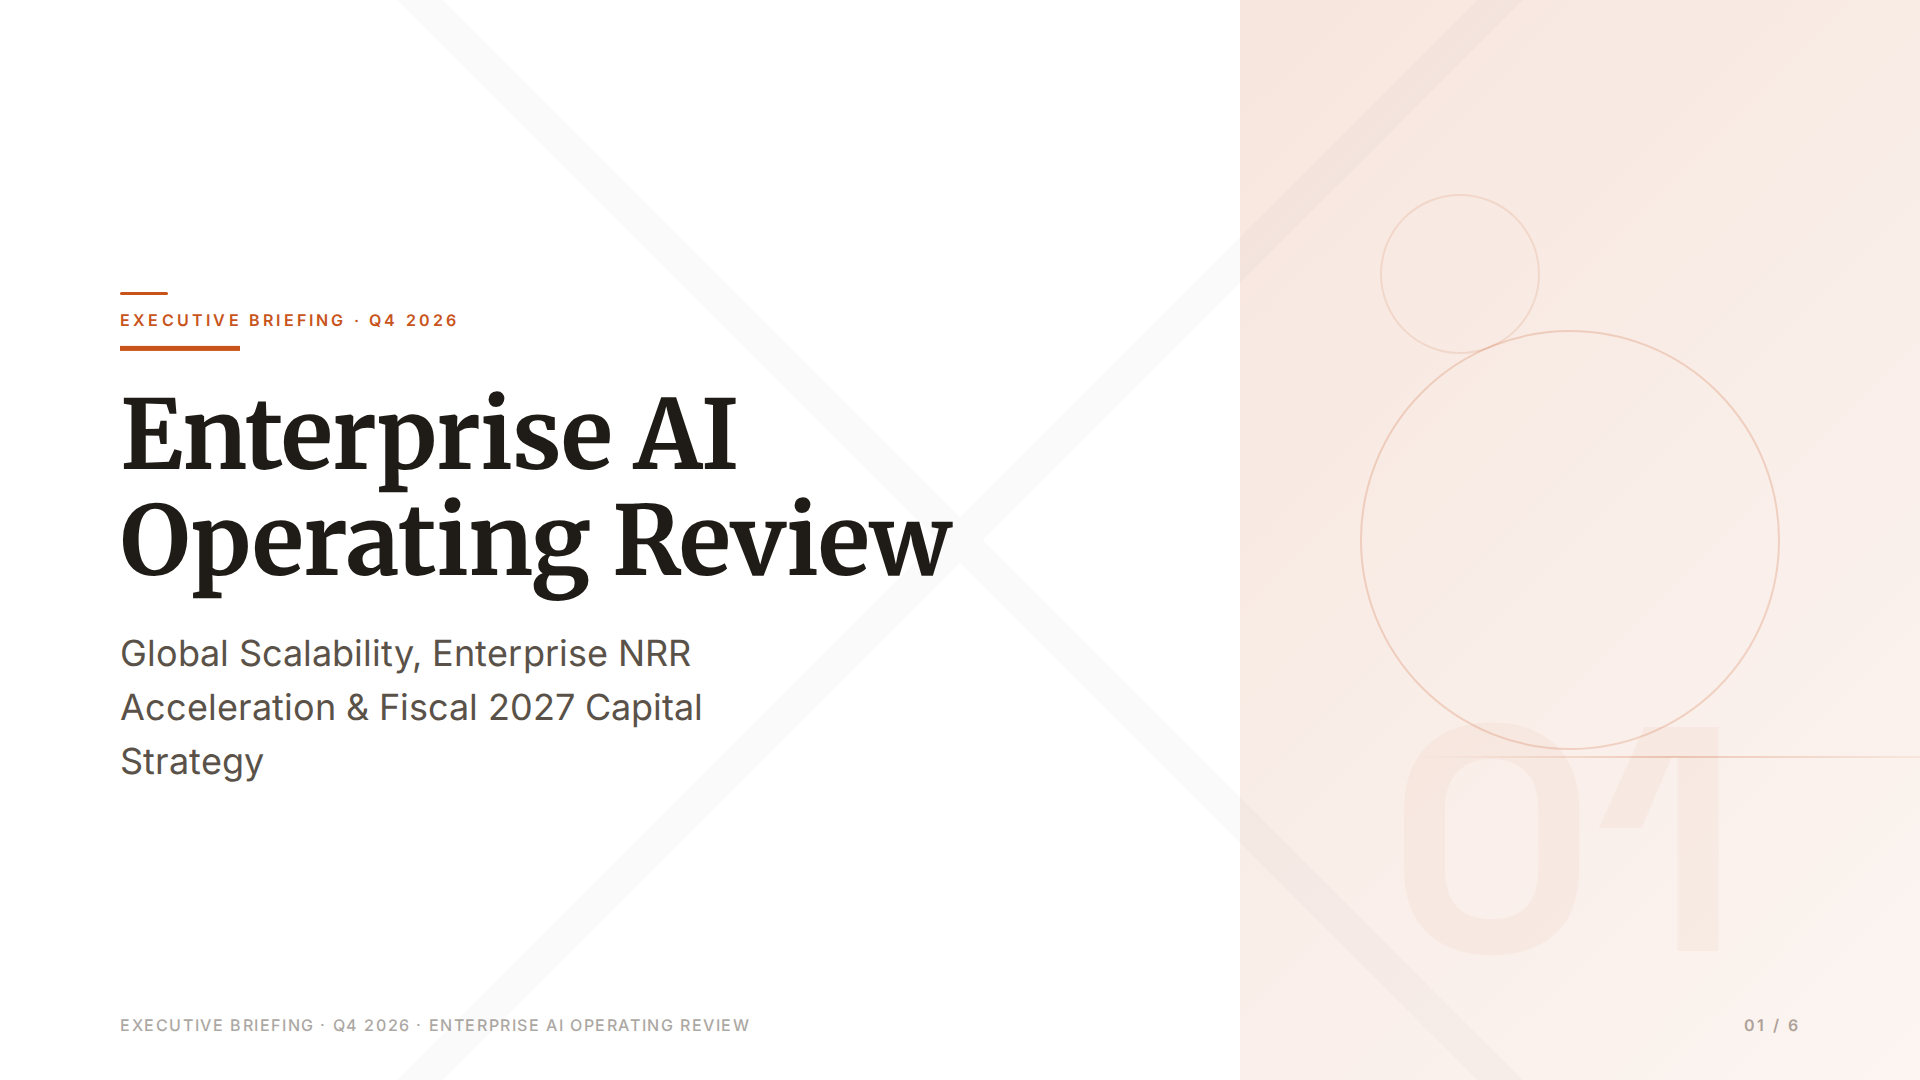 EXECUTIVE BRIEFING · Q4 2026
Enterprise AI
Operating Review
Global Scalability, Enterprise NRR
Acceleration & Fiscal 2027 Capital
Strategy
01
EXECUTIVE BRIEFING · Q4 2026 · ENTERPRISE AI OPERATING REVIEW
01 / 6